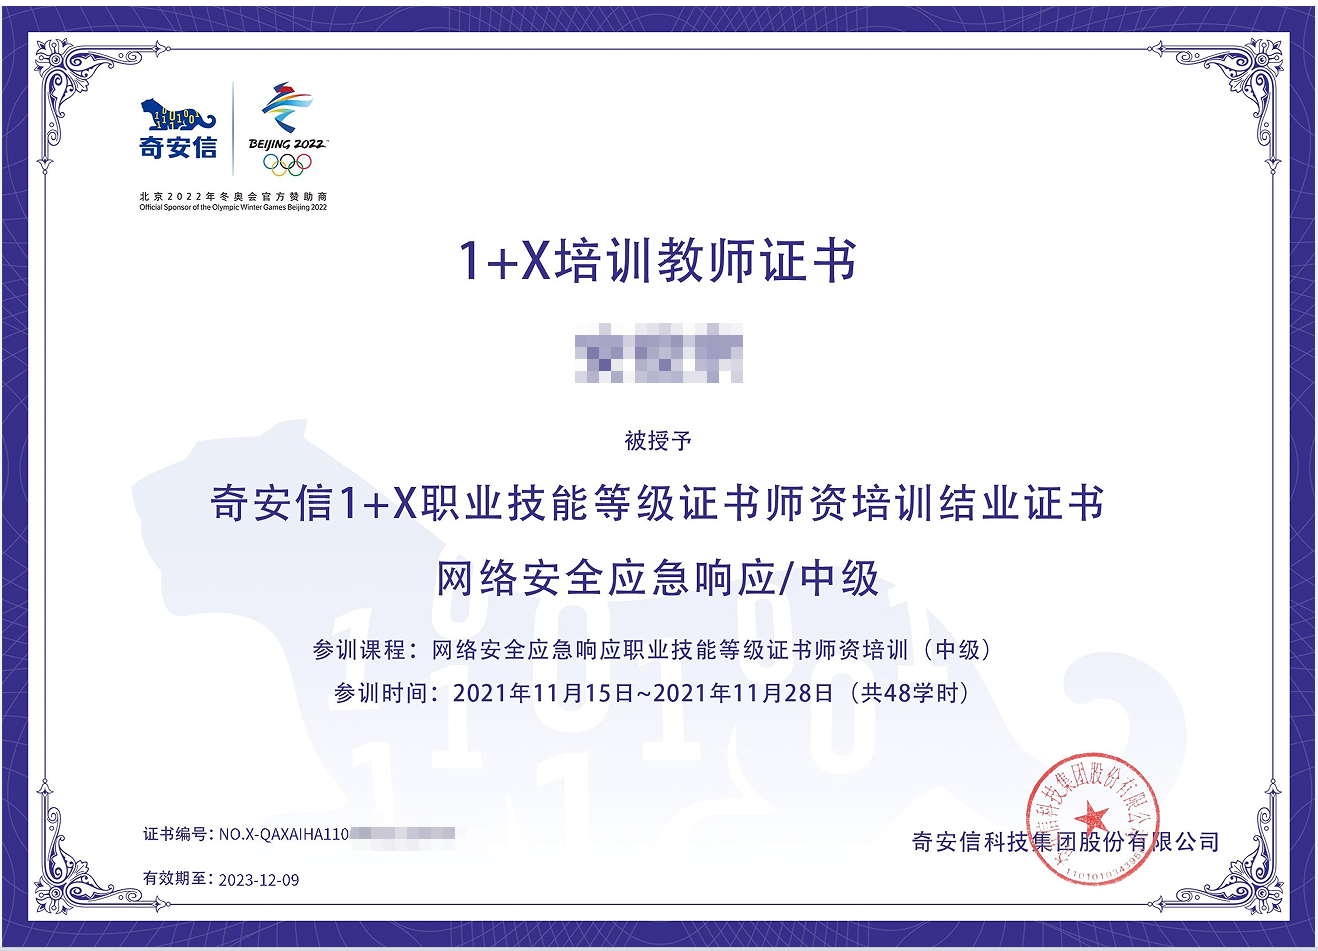 奇安信
BEIJING 2022
北京2022年冬奥会官方赞助商
Official Sponsor of the Olympic Winter Games Beijing 2022
1+X培训教师证书
被授予
奇安信1+X职业技能等级证书师资培训结业证书
网络安全应急响应/中级
参训课程：网络安全应急响应职业技能等级证书师资培训（中级）
参训时间：2021年11月15日~2021年11月28日（共48学时）
证书编号：NO.X-QAXAIHA110
奇安信科技集团股份有限公司
有效期至：2023-12-09